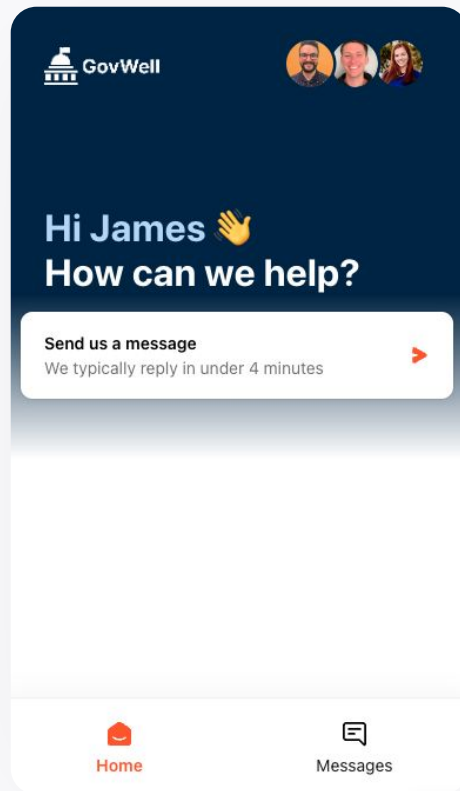 GovWell
Hi James 👋
How can we help?
Send us a message
We typically reply in under 4 minutes
Home
Messages